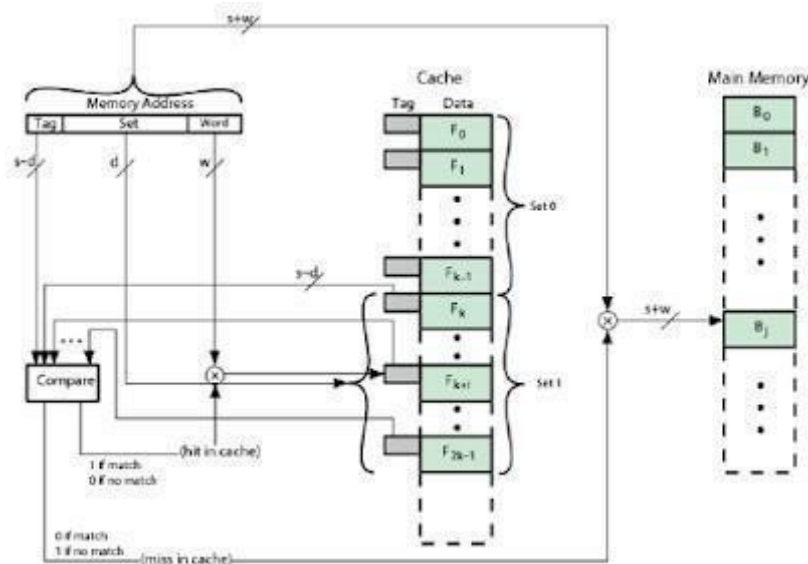 s+w
Cache
Main Memory
Memory Address
Tag Data
Tag Set Word
F0
B0
s-d d w
F1
B1
Set 0
s-d
Fk-1
Fk
s+w
Bj
Compare
Fk+i
Set 1
(hit in cache)
F2k-1
1 if match
0 if no match
0 if match
1 if no match
(miss in cache)